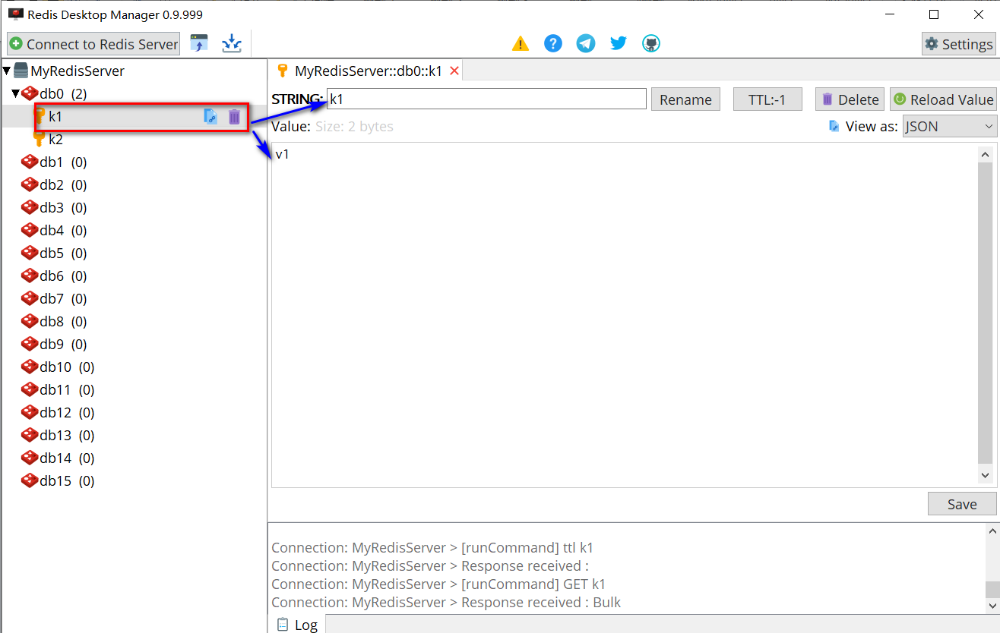 Redis Desktop Manager 0.9.999
Connect to Redis Server
Settings
MyRedisServer
db0 (2)
k1
k2
db1 (0)
db2 (0)
db3 (0)
db4 (0)
db5 (0)
db6 (0)
db7 (0)
db8 (0)
db9 (0)
db10 (0)
db11 (0)
db12 (0)
db13 (0)
db14 (0)
db15 (0)
MyRedisServer::db0::k1
STRING: k1 Rename TTL:-1 Delete Reload Value
Value: Size: 2 bytes View as: JSON
v1
Save
Connection: MyRedisServer > [runCommand] ttl k1
Connection: MyRedisServer > Response received :
Connection: MyRedisServer > [runCommand] GET k1
Connection: MyRedisServer > Response received : Bulk
Log